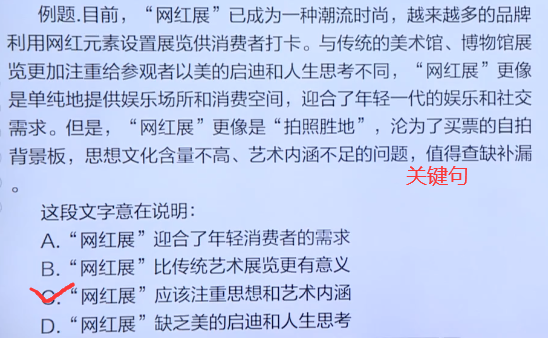 例题.目前，“网红展”已成为一种潮流时尚，越来越多的品牌
利用网红元素设置展览供消费者打卡。与传统的美术馆、博物馆展
览更加注重给参观者以美的启迪和人生思考不同，“网红展”更像
是单纯地提供娱乐场所和消费空间，迎合了年轻一代的娱乐和社交
需求。但是，“网红展”更像是“拍照胜地”，沦为了买票的自拍
背景板，思想文化含量不高、艺术内涵不足的问题，值得查缺补漏
。
关键句
这段文字意在说明：
A.“网红展”迎合了年轻消费者的需求
B.“网红展”比传统艺术展览更有意义
C.“网红展”应该注重思想和艺术内涵
D.“网红展”缺乏美的启迪和人生思考